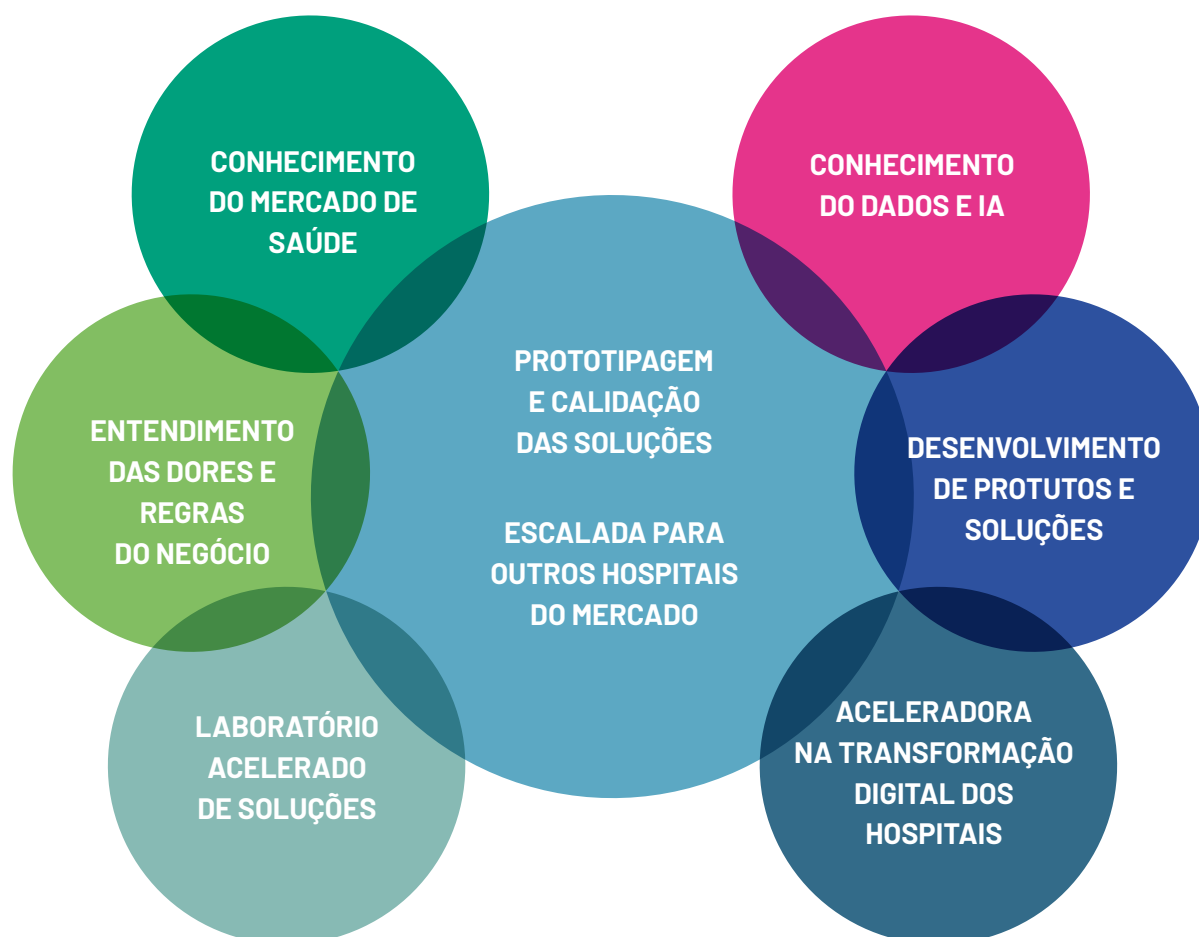 CONHECIMENTO
DO MERCADO DE
SAÚDE
CONHECIMENTO
DO DADOS E IA
PROTOTIPAGEM
E CALIDAÇÃO
DAS SOLUÇÕES
ESCALADA PARA
OUTROS HOSPITAIS
DO MERCADO
ENTENDIMENTO
DAS DORES E
REGRAS
DO NEGÓCIO
DESENVOLVIMENTO
DE PROTUTOS E
SOLUÇÕES
LABORATÓRIO
ACELERADO
DE SOLUÇÕES
ACELERADORA
NA TRANSFORMAÇÃO
DIGITAL DOS
HOSPITAIS